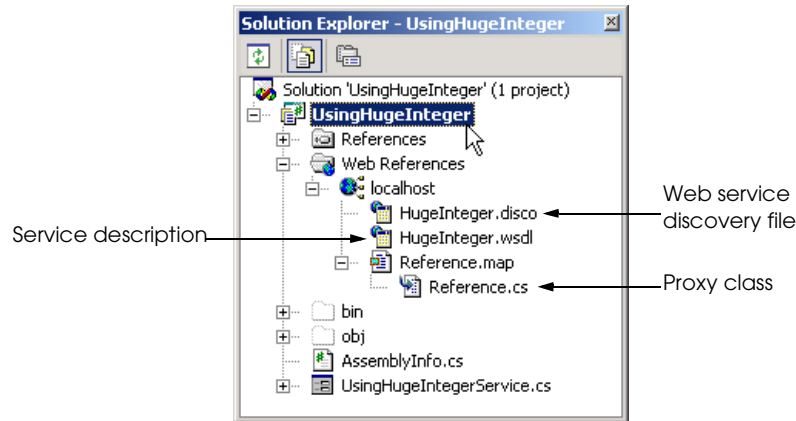 Solution Explorer - UsingHugeInteger
Solution 'UsingHugeInteger' (1 project)
UsingHugeInteger
References
Web References
localhost
HugeInteger.disco
Web service
discovery file
Service description
HugeInteger.wsdl
Reference.map
Reference.cs
Proxy class
bin
obj
AssemblyInfo.cs
UsingHugeIntegerService.cs